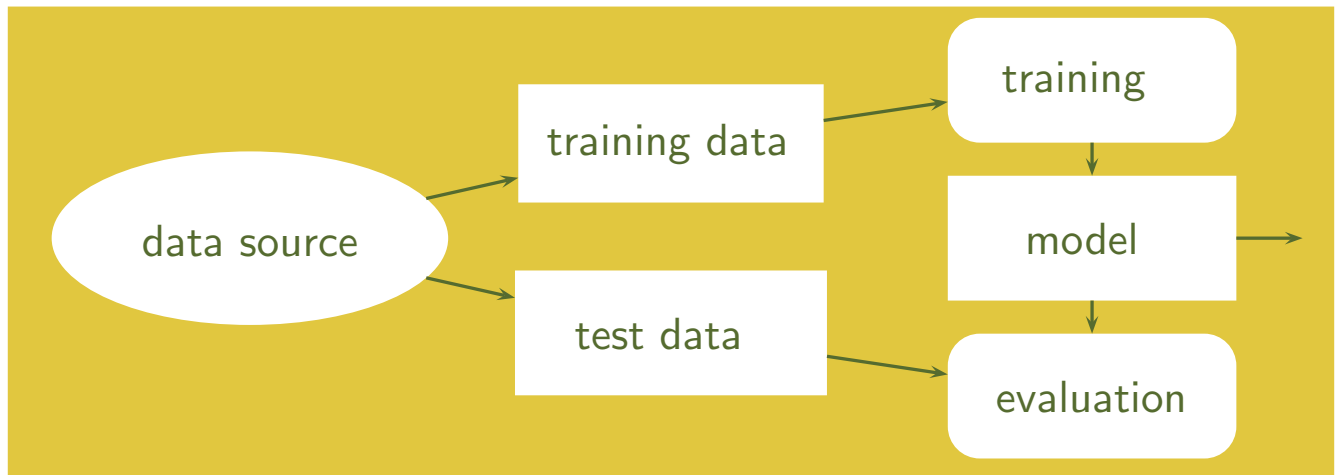 data source
training data
test data
training
model
evaluation